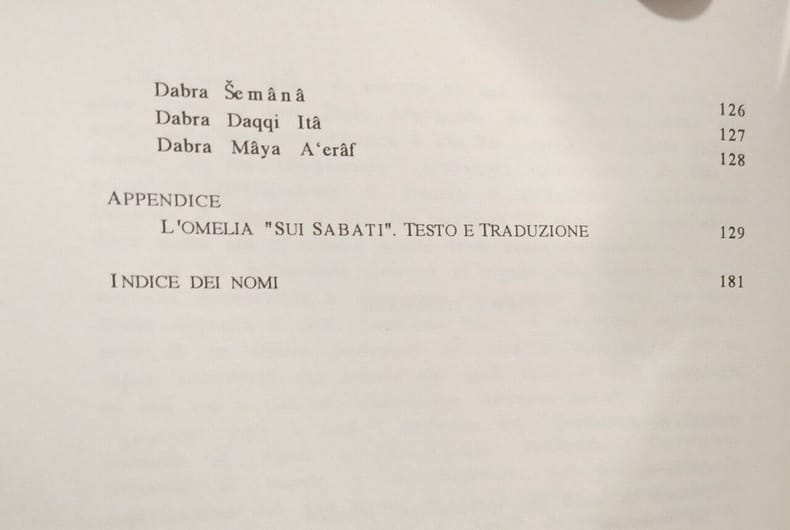 Dabra Šemânâ 126
Dabra Daqqi Itâ 127
Dabra Mâya A‘erâf 128
APPENDICE
L'OMELIA "SUI SABATI". TESTO E TRADUZIONE 129
INDICE DEI NOMI 181